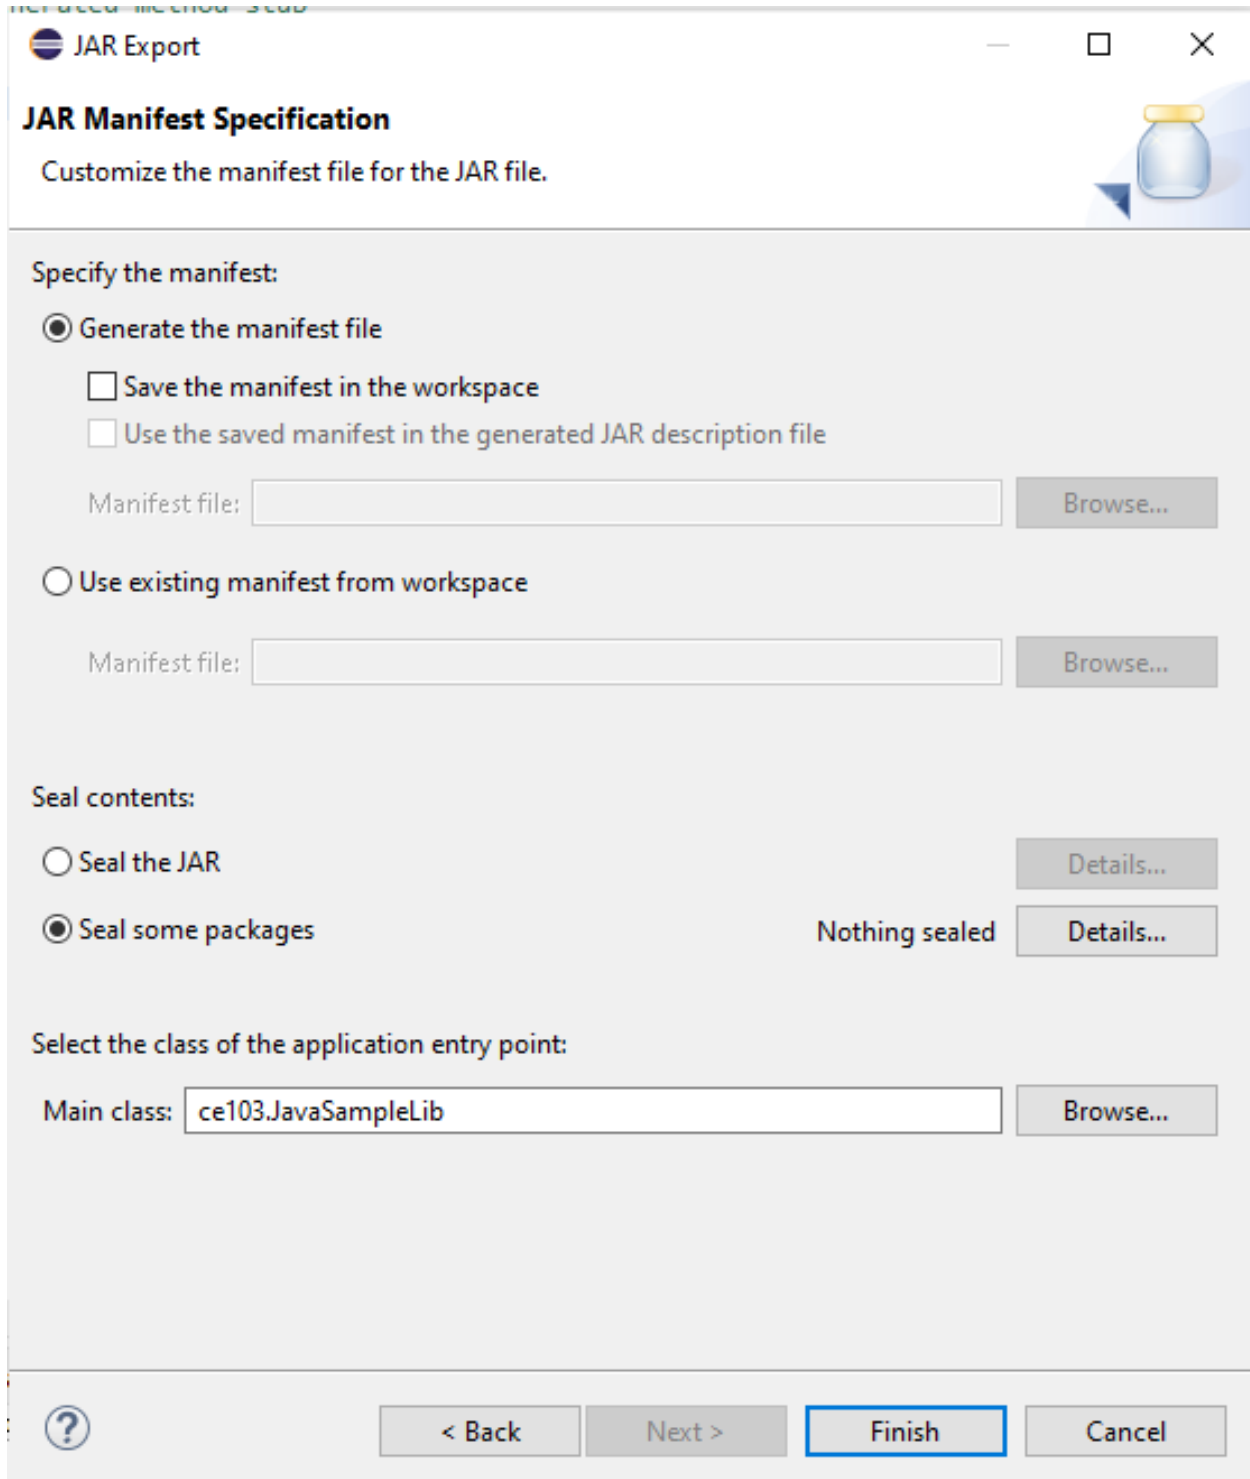 nerated method stub
JAR Export
JAR Manifest Specification
Customize the manifest file for the JAR file.
Specify the manifest:
Generate the manifest file
Save the manifest in the workspace
Use the saved manifest in the generated JAR description file
Manifest file: Browse...
Use existing manifest from workspace
Manifest file: Browse...
Seal contents:
Seal the JAR Details...
Seal some packages Nothing sealed Details...
Select the class of the application entry point:
Main class: ce103.JavaSampleLib Browse...
? < Back Next > Finish Cancel